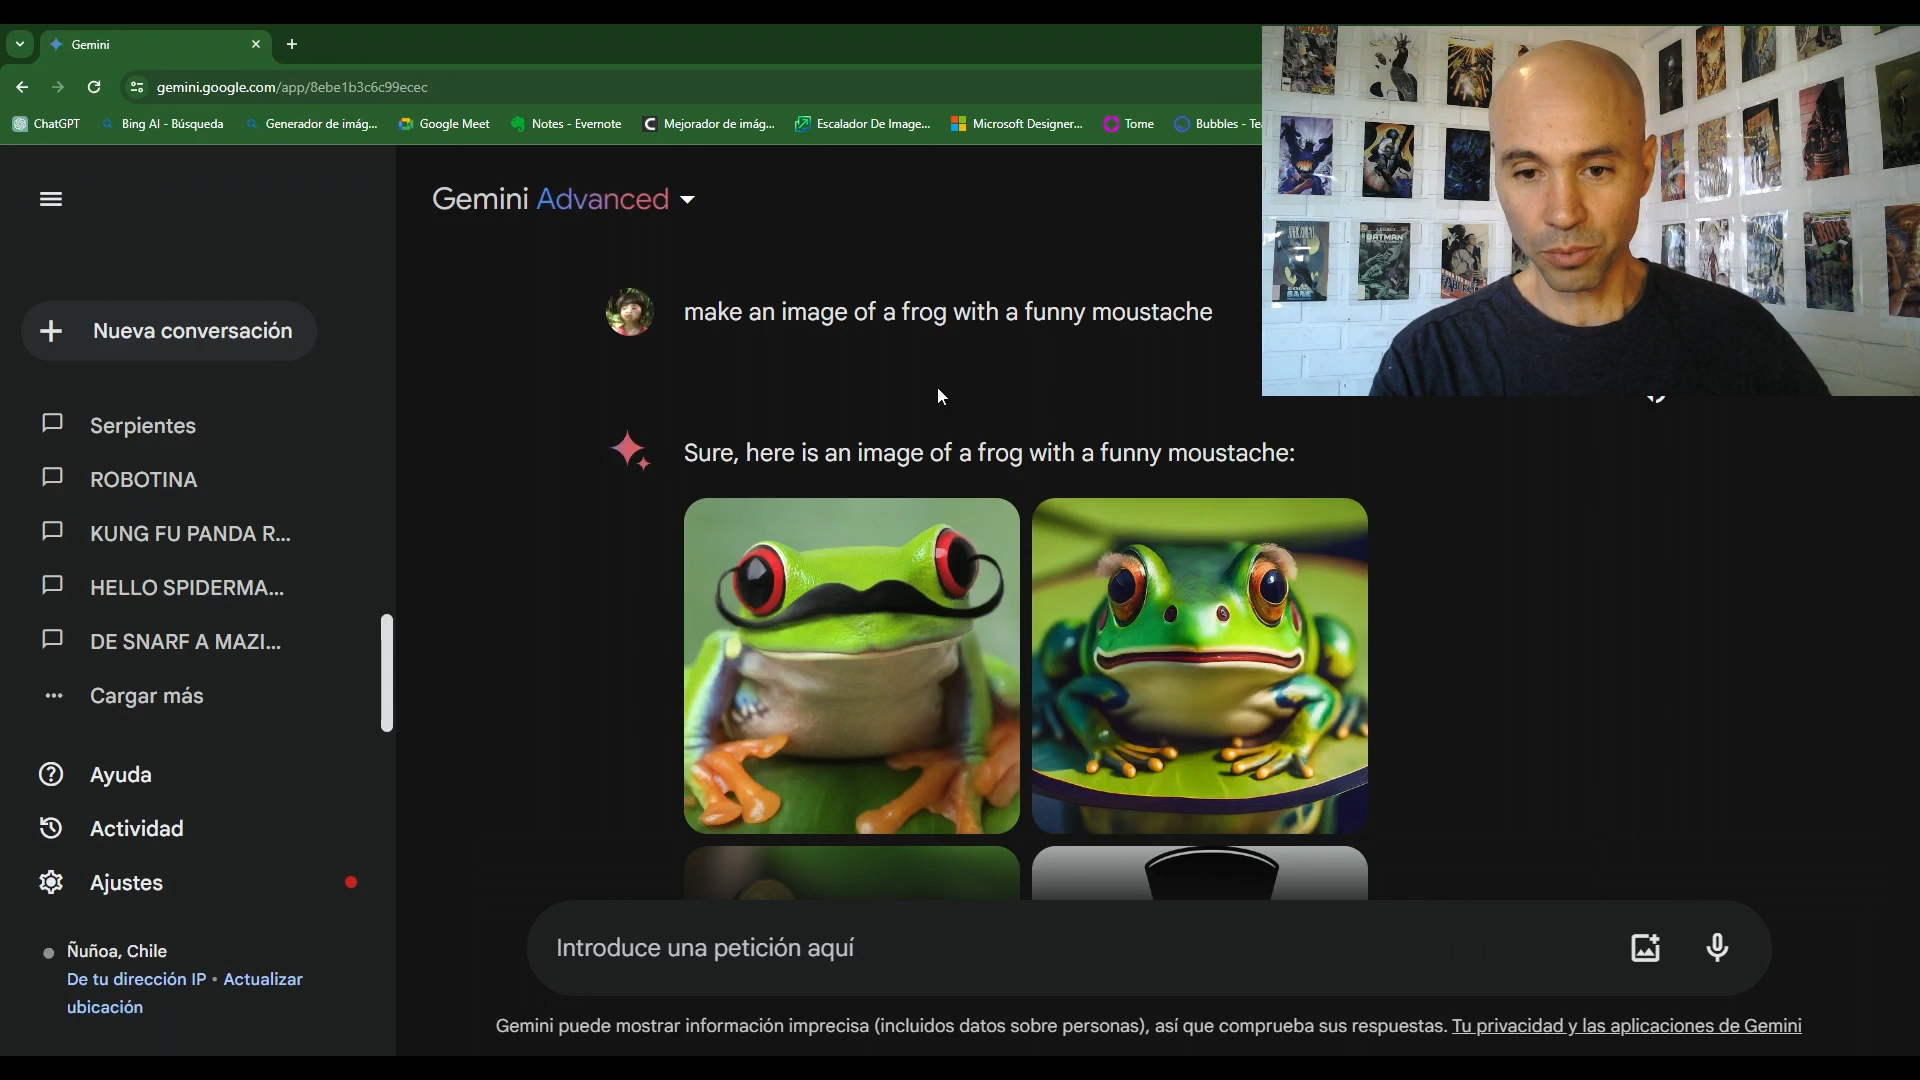 Gemini
gemini.google.com/app/8ebe1b3c6c99ecec
ChatGPT
Bing AI - Búsqueda
Generador de imág...
Google Meet
Notes - Evernote
Mejorador de imág...
Escalador De Image...
Microsoft Designer...
Tome
Bubbles - Te
Gemini Advanced
BATMAN
make an image of a frog with a funny moustache
Nueva conversación
Serpientes
Sure, here is an image of a frog with a funny moustache:
ROBOTINA
KUNG FU PANDA R...
HELLO SPIDERMA...
DE SNARF A MAZI...
Cargar más
Ayuda
Actividad
Ajustes
Ñuñoa, Chile
De tu dirección IP • Actualizar
ubicación
Introduce una petición aquí
Gemini puede mostrar información imprecisa (incluidos datos sobre personas), así que comprueba sus respuestas. Tu privacidad y las aplicaciones de Gemini